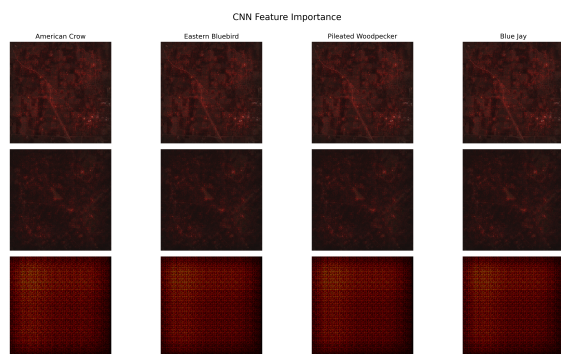 CNN Feature Importance
American Crow
Eastern Bluebird
Pileated Woodpecker
Blue Jay